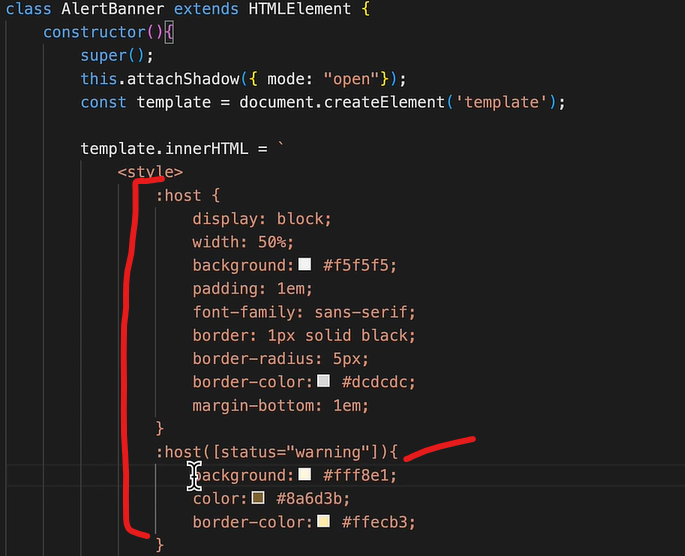 class AlertBanner extends HTMLElement {
constructor(){
super();
this.attachShadow({ mode: "open"});
const template = document.createElement('template');
template.innerHTML = `
<style>
:host {
display: block;
width: 50%;
background: #f5f5f5;
padding: 1em;
font-family: sans-serif;
border: 1px solid black;
border-radius: 5px;
border-color: #dcdcdc;
margin-bottom: 1em;
}
:host([status="warning"]){
background: #fff8e1;
color: #8a6d3b;
border-color: #ffecb3;
}